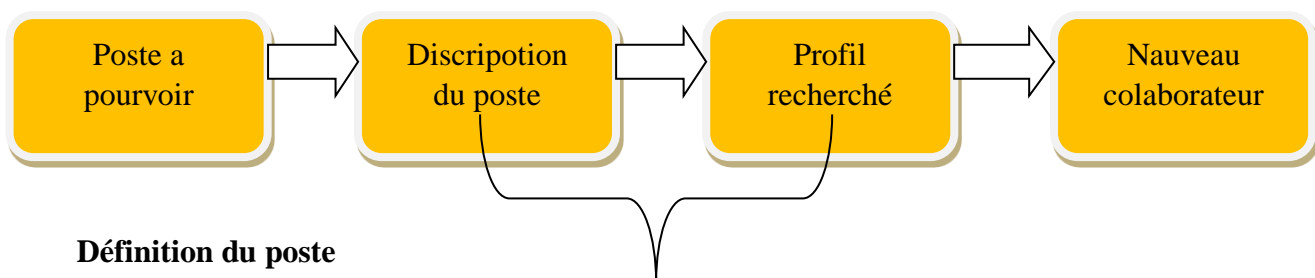 Poste a
pourvoir
Discripotion
du poste
Profil
recherché
Nauveau
colaborateur
Définition du poste